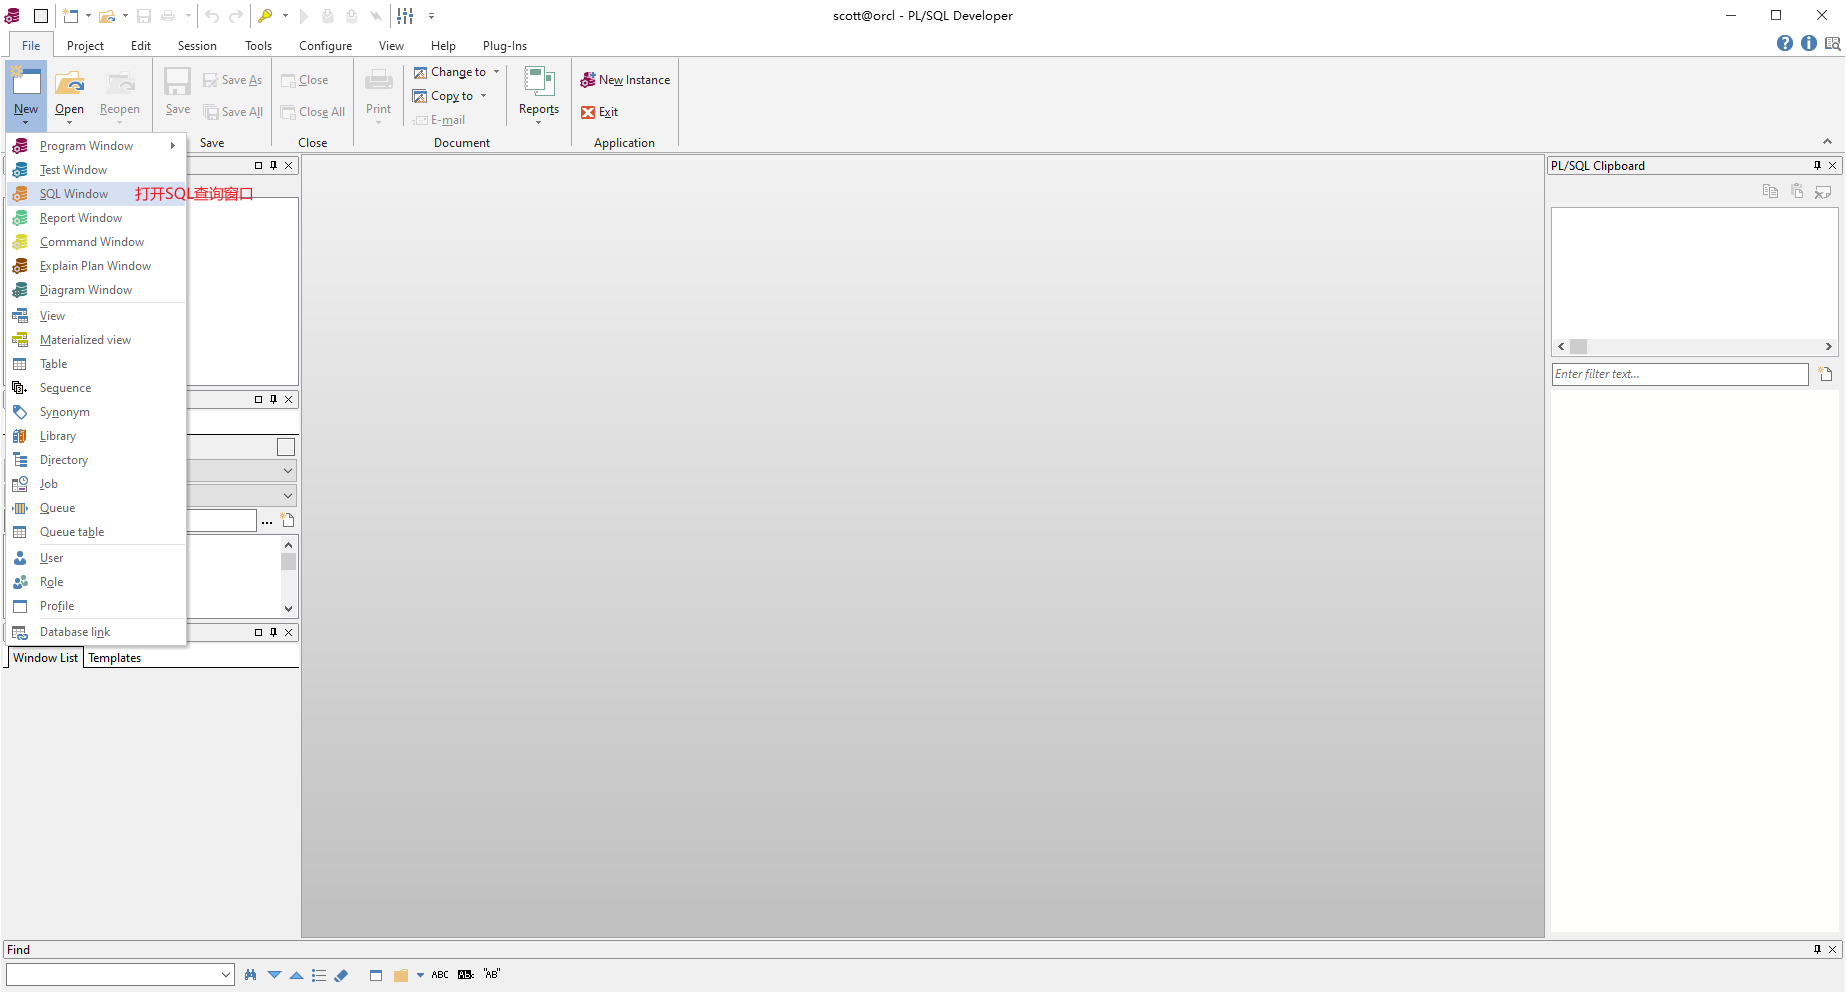 scott@orcl - PL/SQL Developer
File Project Edit Session Tools Configure View Help Plug-Ins
New Open Reopen Save Save As Save All Close Close All Print Change to Copy to E-mail Reports New Instance Exit
Save Close Document Application
Program Window
Test Window
SQL Window 打开SQL查询窗口
Report Window
Command Window
Explain Plan Window
Diagram Window
View
Materialized view
Table
Sequence
Synonym
Library
Directory
Job
Queue
Queue table
User
Role
Profile
Database link
Window List Templates
PL/SQL Clipboard
Enter filter text...
Find
ABC AB "AB"